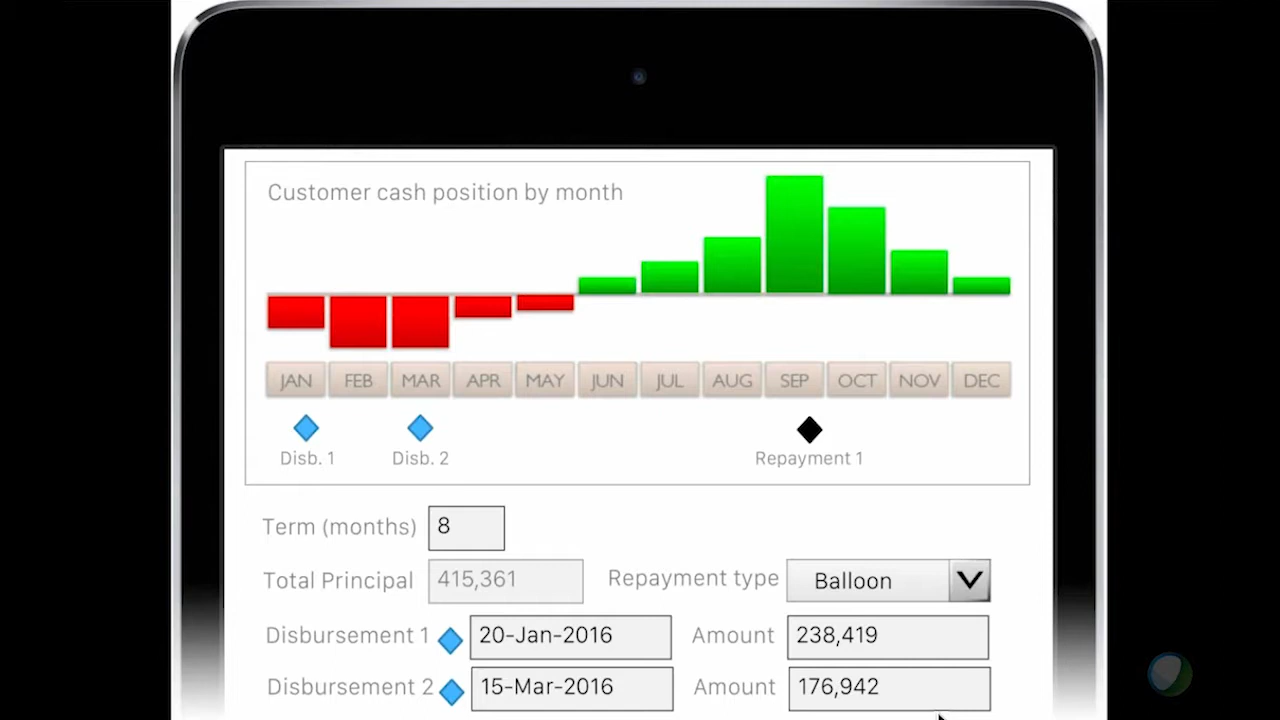 Customer cash position by month
JAN FEB MAR APR MAY JUN JUL AUG SEP OCT NOV DEC
Disb. 1 Disb. 2 Repayment 1
Term (months) 8
Total Principal 415,361 Repayment type Balloon
Disbursement 1 20-Jan-2016 Amount 238,419
Disbursement 2 15-Mar-2016 Amount 176,942